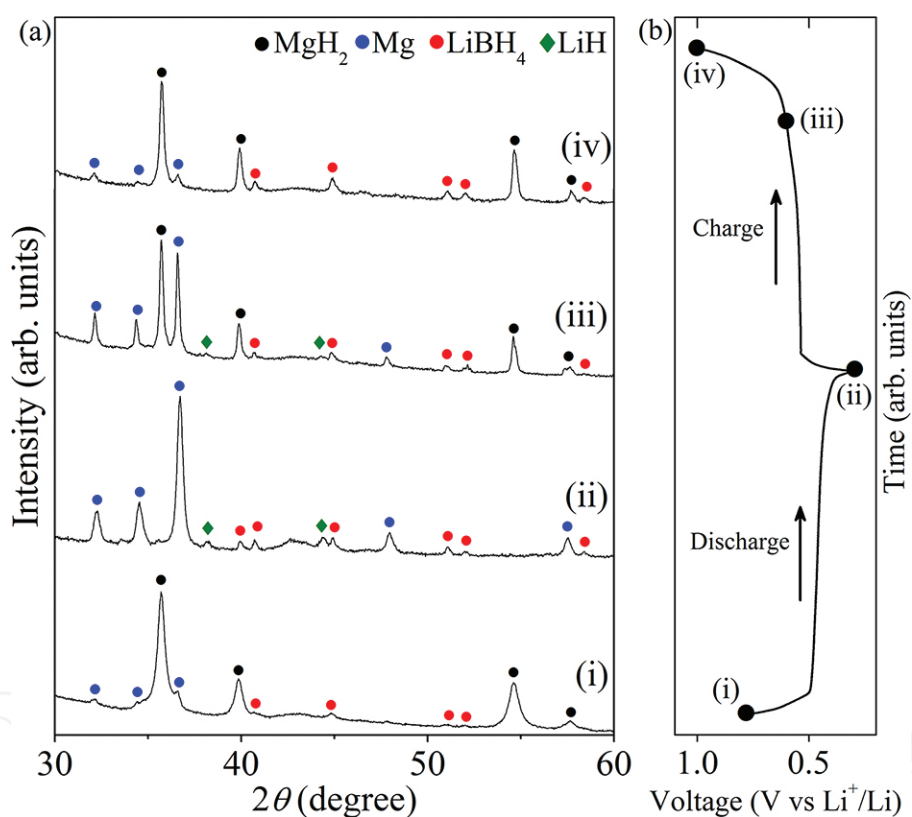 (a)
MgH₂ Mg LiBH₄ LiH
(iv)
(iii)
(ii)
(i)
Intensity (arb. units)
30 40 50 60
2θ (degree)
(b)
(iv)
(iii)
Charge
(ii)
Discharge
(i)
Time (arb. units)
1.0 0.5
Voltage (V vs Li⁺/Li)